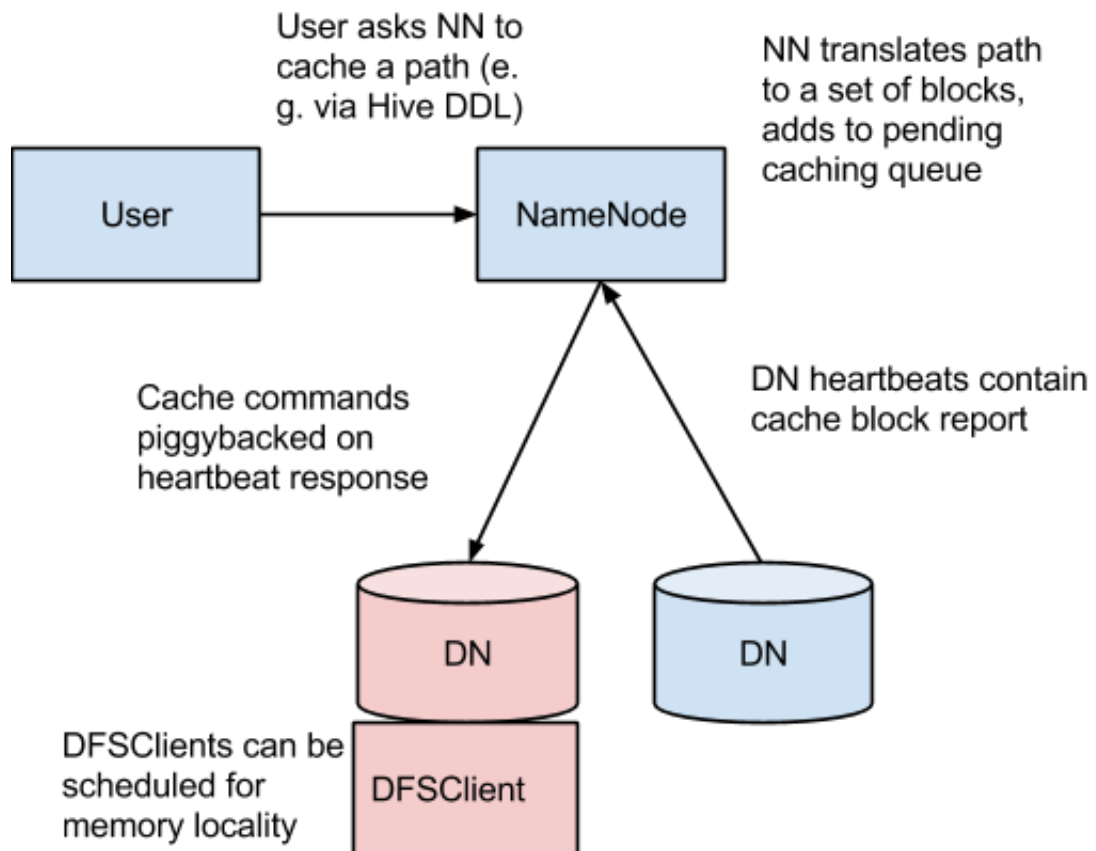 User asks NN to
cache a path (e.
g. via Hive DDL)
NN translates path
to a set of blocks,
adds to pending
caching queue
User
NameNode
Cache commands
piggybacked on
heartbeat response
DN heartbeats contain
cache block report
DN
DN
DFSClients can be
scheduled for
memory locality
DFSClient